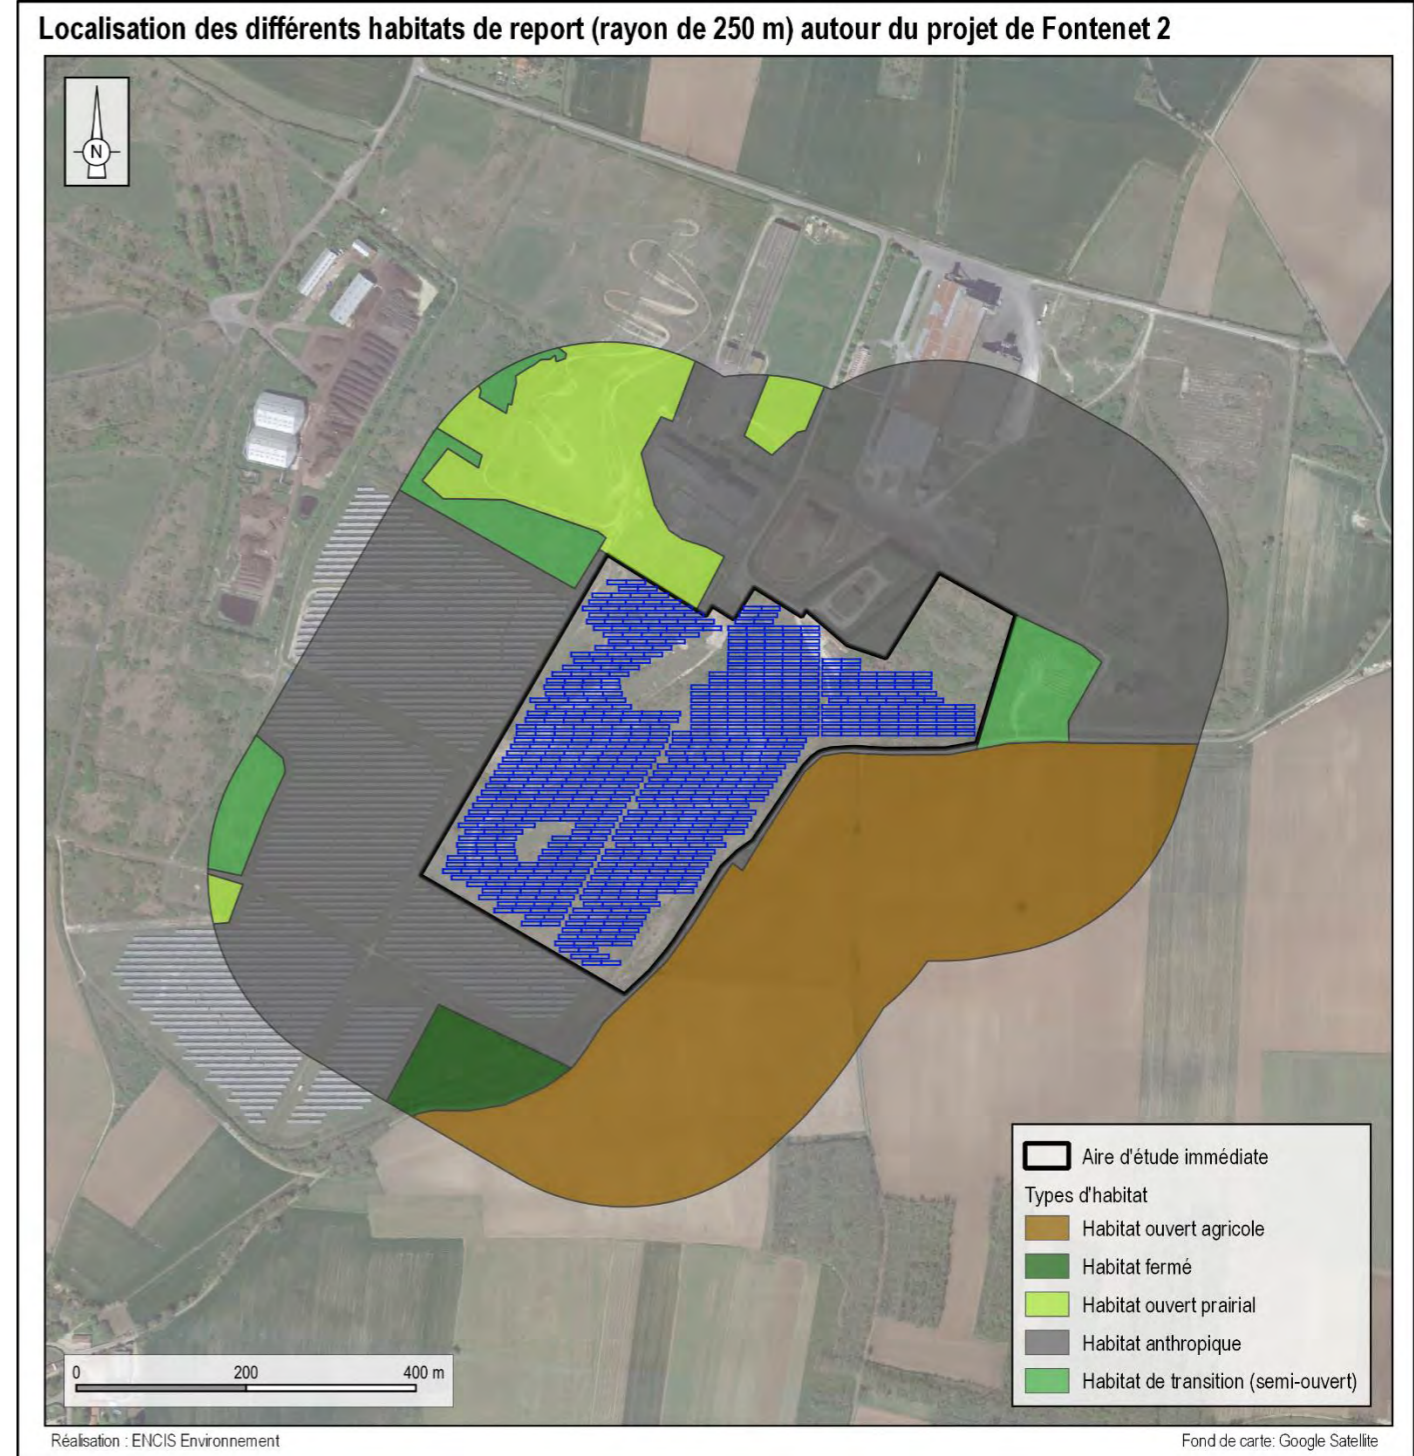 Localisation des différents habitats de report (rayon de 250 m) autour du projet de Fontenet 2
N
Aire d'étude immédiate
Types d'habitat
Habitat ouvert agricole
Habitat fermé
Habitat ouvert prairial
Habitat anthropique
Habitat de transition (semi-ouvert)
0 200 400 m
Réalisation : ENCIS Environnement
Fond de carte: Google Satellite